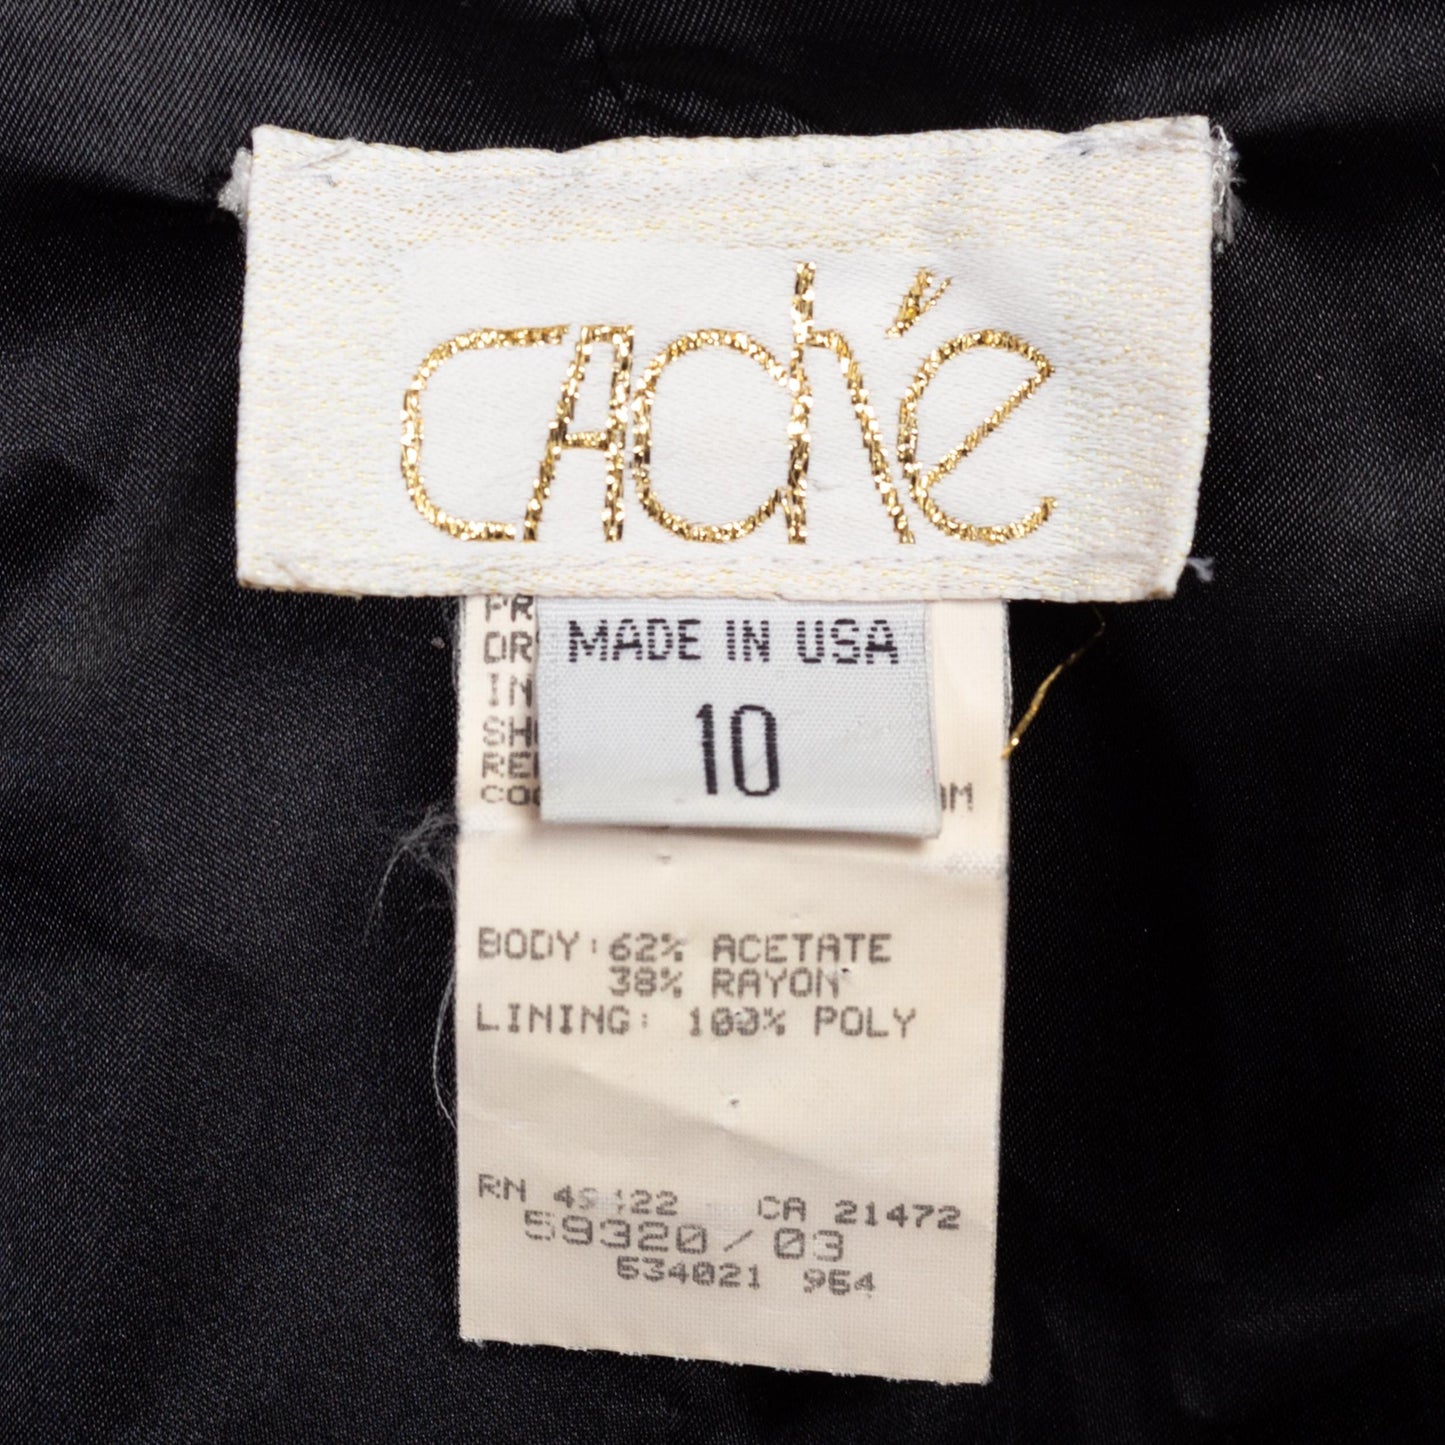 CAché
MADE IN USA
10
BODY: 62% ACETATE
38% RAYON
LINING: 100% POLY
RN CA 21472
59320/03
634021 964